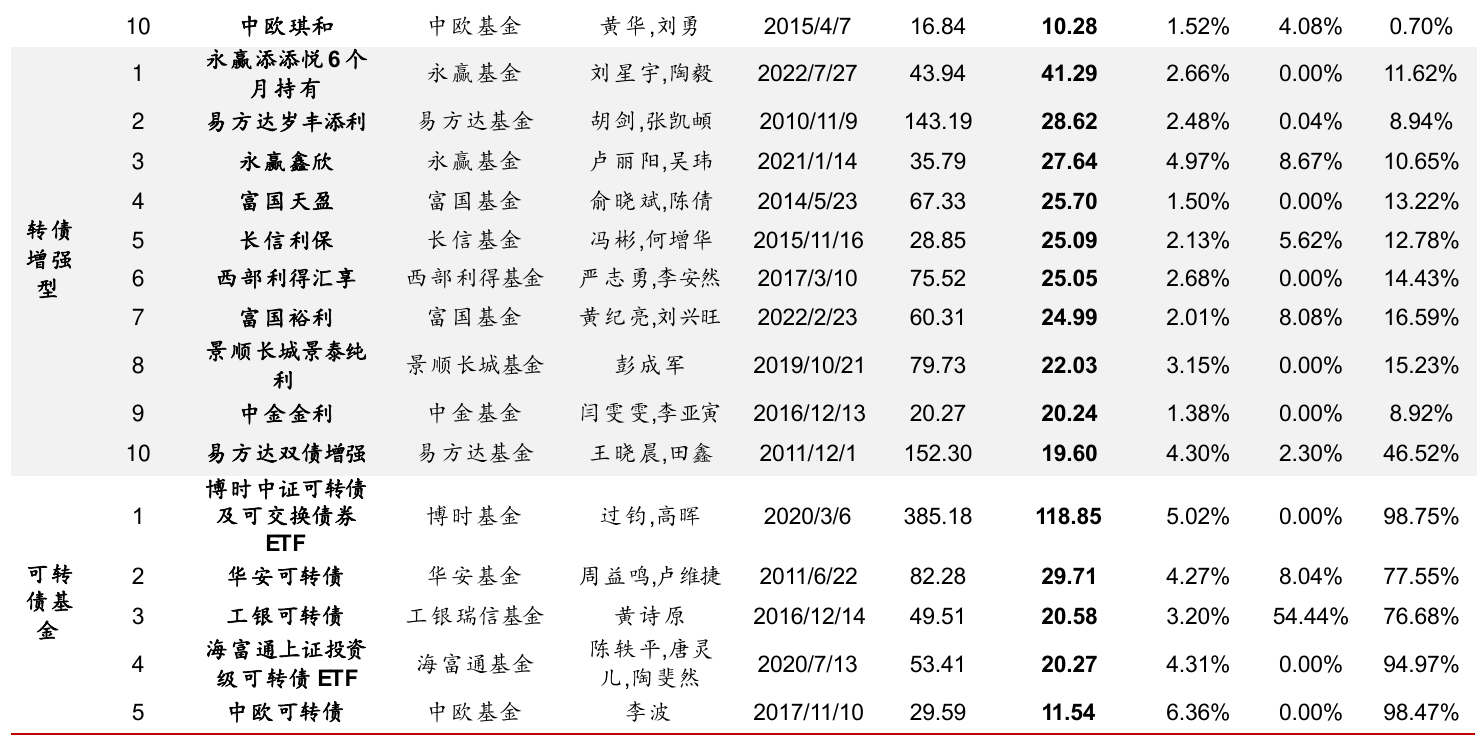 10 中欧琪和 中欧基金 黄华,刘勇 2015/4/7 16.84 10.28 1.52% 4.08% 0.70%
转债增强型
1 永赢添添悦6个月持有 永赢基金 刘星宇,陶毅 2022/7/27 43.94 41.29 2.66% 0.00% 11.62%
2 易方达岁丰添利 易方达基金 胡剑,张凯頔 2010/11/9 143.19 28.62 2.48% 0.04% 8.94%
3 永赢鑫欣 永赢基金 卢丽阳,吴玮 2021/1/14 35.79 27.64 4.97% 8.67% 10.65%
4 富国天盈 富国基金 俞晓斌,陈倩 2014/5/23 67.33 25.70 1.50% 0.00% 13.22%
5 长信利保 长信基金 冯彬,何增华 2015/11/16 28.85 25.09 2.13% 5.62% 12.78%
6 西部利得汇享 西部利得基金 严志勇,李安然 2017/3/10 75.52 25.05 2.68% 0.00% 14.43%
7 富国裕利 富国基金 黄纪亮,刘兴旺 2022/2/23 60.31 24.99 2.01% 8.08% 16.59%
8 景顺长城景泰纯利 景顺长城基金 彭成军 2019/10/21 79.73 22.03 3.15% 0.00% 15.23%
9 中金金利 中金基金 闫雯雯,李亚寅 2016/12/13 20.27 20.24 1.38% 0.00% 8.92%
10 易方达双债增强 易方达基金 王晓晨,田鑫 2011/12/1 152.30 19.60 4.30% 2.30% 46.52%
可转债基金
1 博时中证可转债及可交换债券ETF 博时基金 过钧,高晖 2020/3/6 385.18 118.85 5.02% 0.00% 98.75%
2 华安可转债 华安基金 周益鸣,卢维捷 2011/6/22 82.28 29.71 4.27% 8.04% 77.55%
3 工银可转债 工银瑞信基金 黄诗原 2016/12/14 49.51 20.58 3.20% 54.44% 76.68%
4 海富通上证投资级可转债ETF 海富通基金 陈轶平,唐灵儿,陶斐然 2020/7/13 53.41 20.27 4.31% 0.00% 94.97%
5 中欧可转债 中欧基金 李波 2017/11/10 29.59 11.54 6.36% 0.00% 98.47%